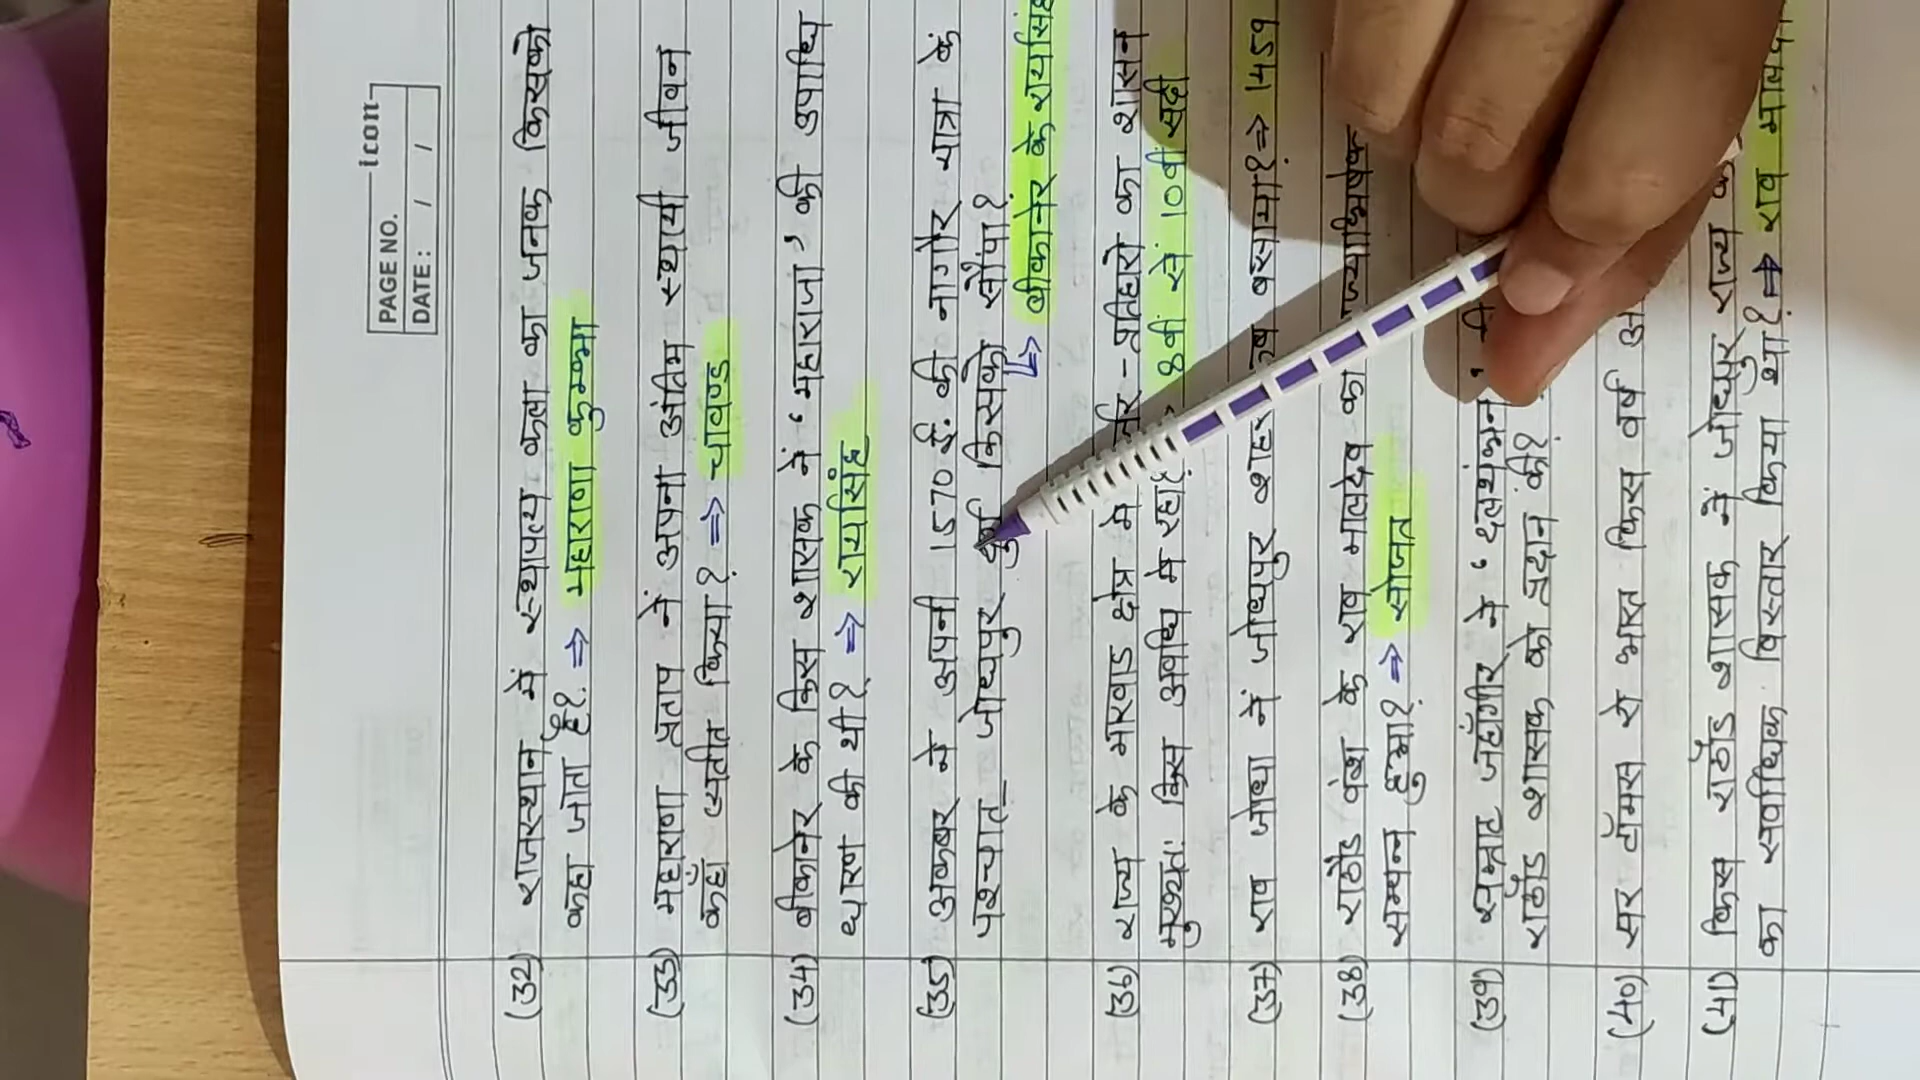 icon
PAGE NO.
DATE: / /
(32) राजस्थान में स्थापत्य कला का जनक किसको
कहा जाता है? ⇒ महाराणा कुम्भा
(33) महाराणा प्रताप ने अपना अंतिम स्थायी जीवन
कहाँ व्यतीत किया? ⇒ चावण्ड
(34) बीकानेर के किस शासक ने 'महाराजा' की उपाधि
धारण की थी? ⇒ रायसिंह
(35) अकबर ने अपनी 1570 ई. की नागौर यात्रा के
पश्चात् जोधपुर दुर्ग किसको सौंपा?
↳ बीकानेर के रायसिंह
(36) राज्य के मारवाड क्षेत्र में -प्रतिहारो का शासन
मुख्यतः किस अवधि मे रहा? 8वीं से 10वीं सदी
(37) राव जोधा ने जोधपुर शहर बसाया? ⇒ 1459
(38) राठौड वंश के राव मालदेव का
सम्पन्न हुआ? ⇒ सोजत
(39) सम्राट जहाँगीर ने 'दलथंभन'
राठौड शासक को प्रदान की?
(40) सर टॉमस रो भारत किस वर्ष
(41) किस राठौड शासक ने जोधपुर राज्य
का सर्वाधिक विस्तार किया था? ⇒ राव